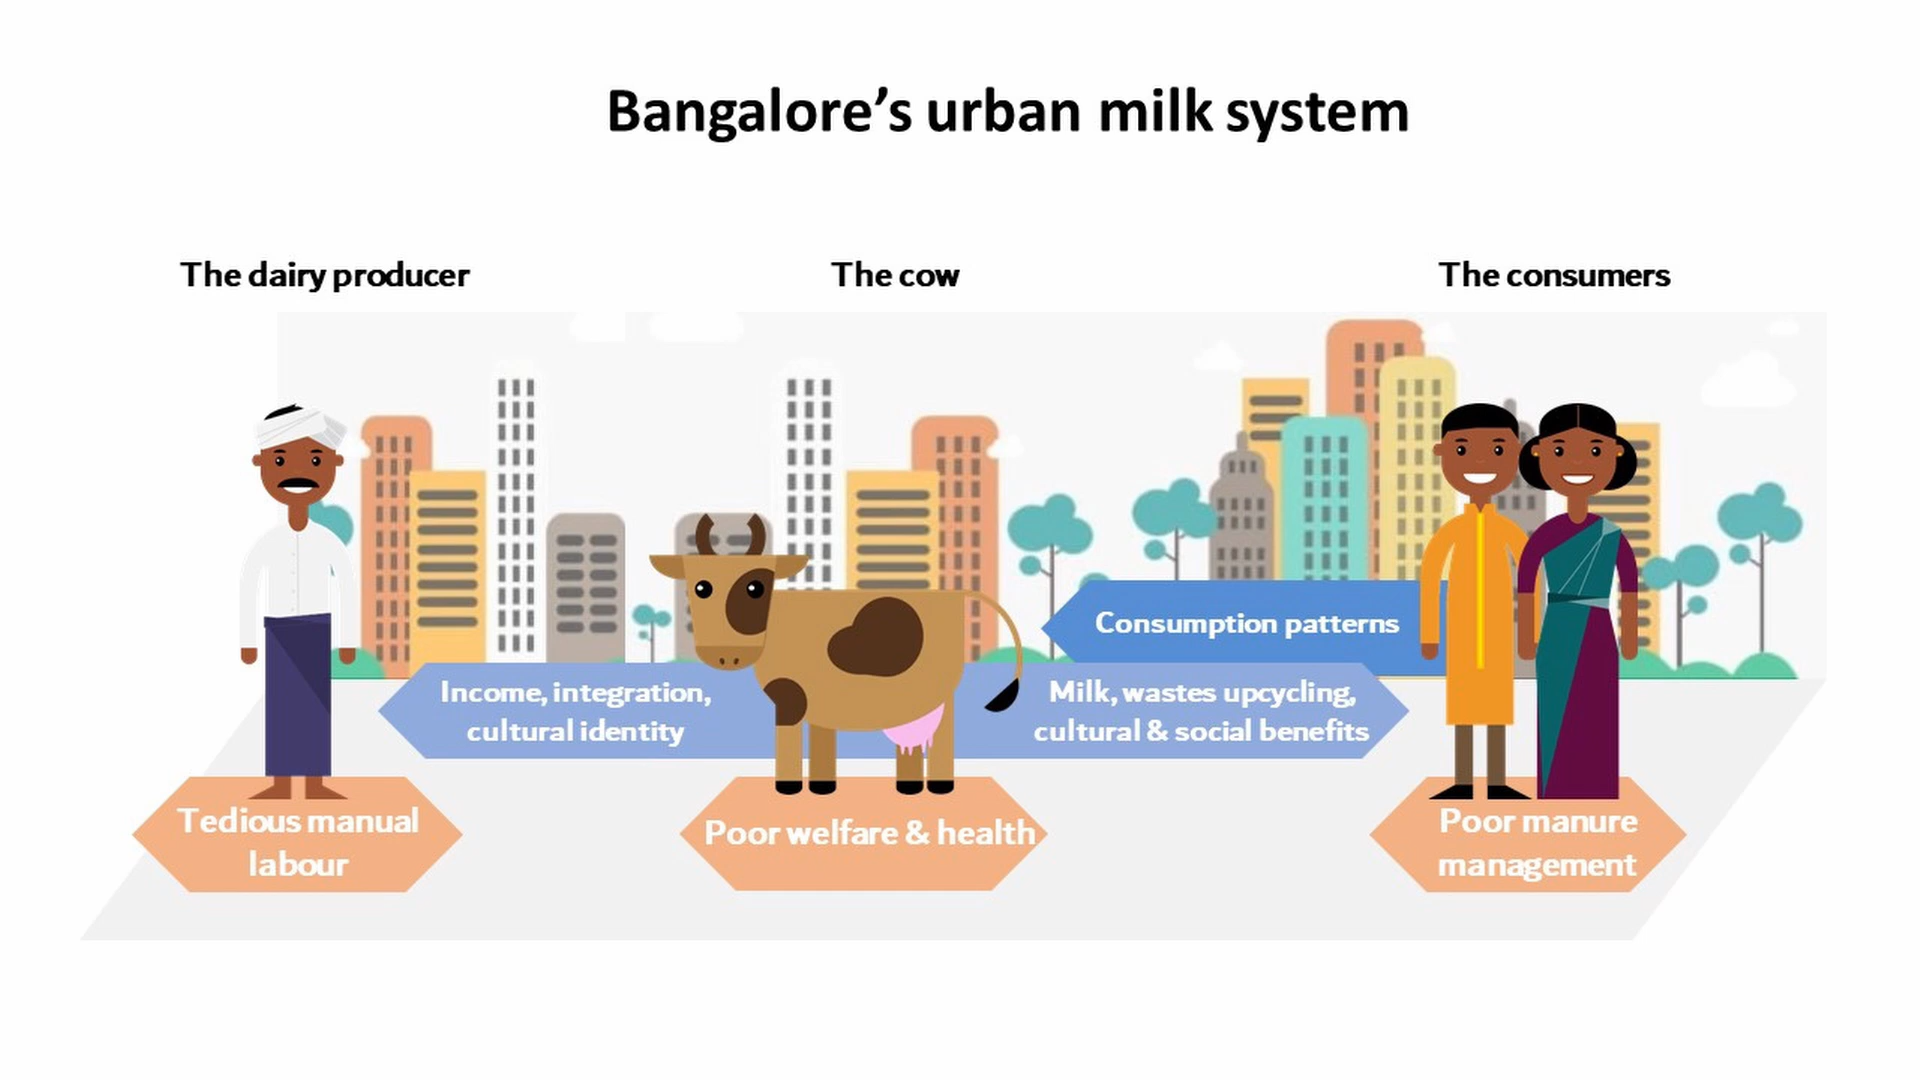 Bangalore’s urban milk system
The dairy producer
The cow
The consumers
Consumption patterns
Income, integration,
cultural identity
Milk, wastes upcycling,
cultural & social benefits
Tedious manual
labour
Poor welfare & health
Poor manure
management